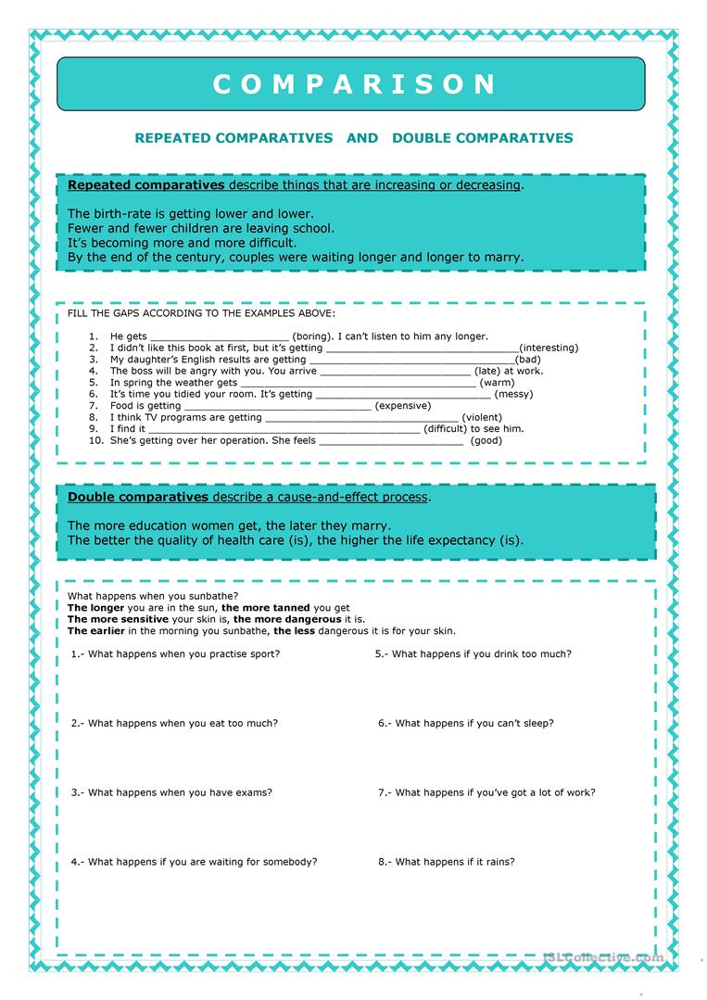 COMPARISON
REPEATED COMPARATIVES AND DOUBLE COMPARATIVES
Repeated comparatives describe things that are increasing or decreasing.
The birth-rate is getting lower and lower.
Fewer and fewer children are leaving school.
It's becoming more and more difficult.
By the end of the century, couples were waiting longer and longer to marry.
FILL THE GAPS ACCORDING TO THE EXAMPLES ABOVE:
1. He gets _______________________ (boring). I can't listen to him any longer.
2. I didn't like this book at first, but it's getting ________________________________(interesting)
3. My daughter's English results are getting __________________________________(bad)
4. The boss will be angry with you. You arrive _________________________ (late) at work.
5. In spring the weather gets _______________________________________ (warm)
6. It's time you tidied your room. It's getting _____________________________ (messy)
7. Food is getting _______________________________ (expensive)
8. I think TV programs are getting ________________________________ (violent)
9. I find it _____________________________________________ (difficult) to see him.
10. She's getting over her operation. She feels ________________________ (good)
Double comparatives describe a cause-and-effect process.
The more education women get, the later they marry.
The better the quality of health care (is), the higher the life expectancy (is).
What happens when you sunbathe?
The longer you are in the sun, the more tanned you get
The more sensitive your skin is, the more dangerous it is.
The earlier in the morning you sunbathe, the less dangerous it is for your skin.
1.- What happens when you practise sport?
5.- What happens if you drink too much?
2.- What happens when you eat too much?
6.- What happens if you can't sleep?
3.- What happens when you have exams?
7.- What happens if you've got a lot of work?
4.- What happens if you are waiting for somebody?
8.- What happens if it rains?
iSLCollective.com